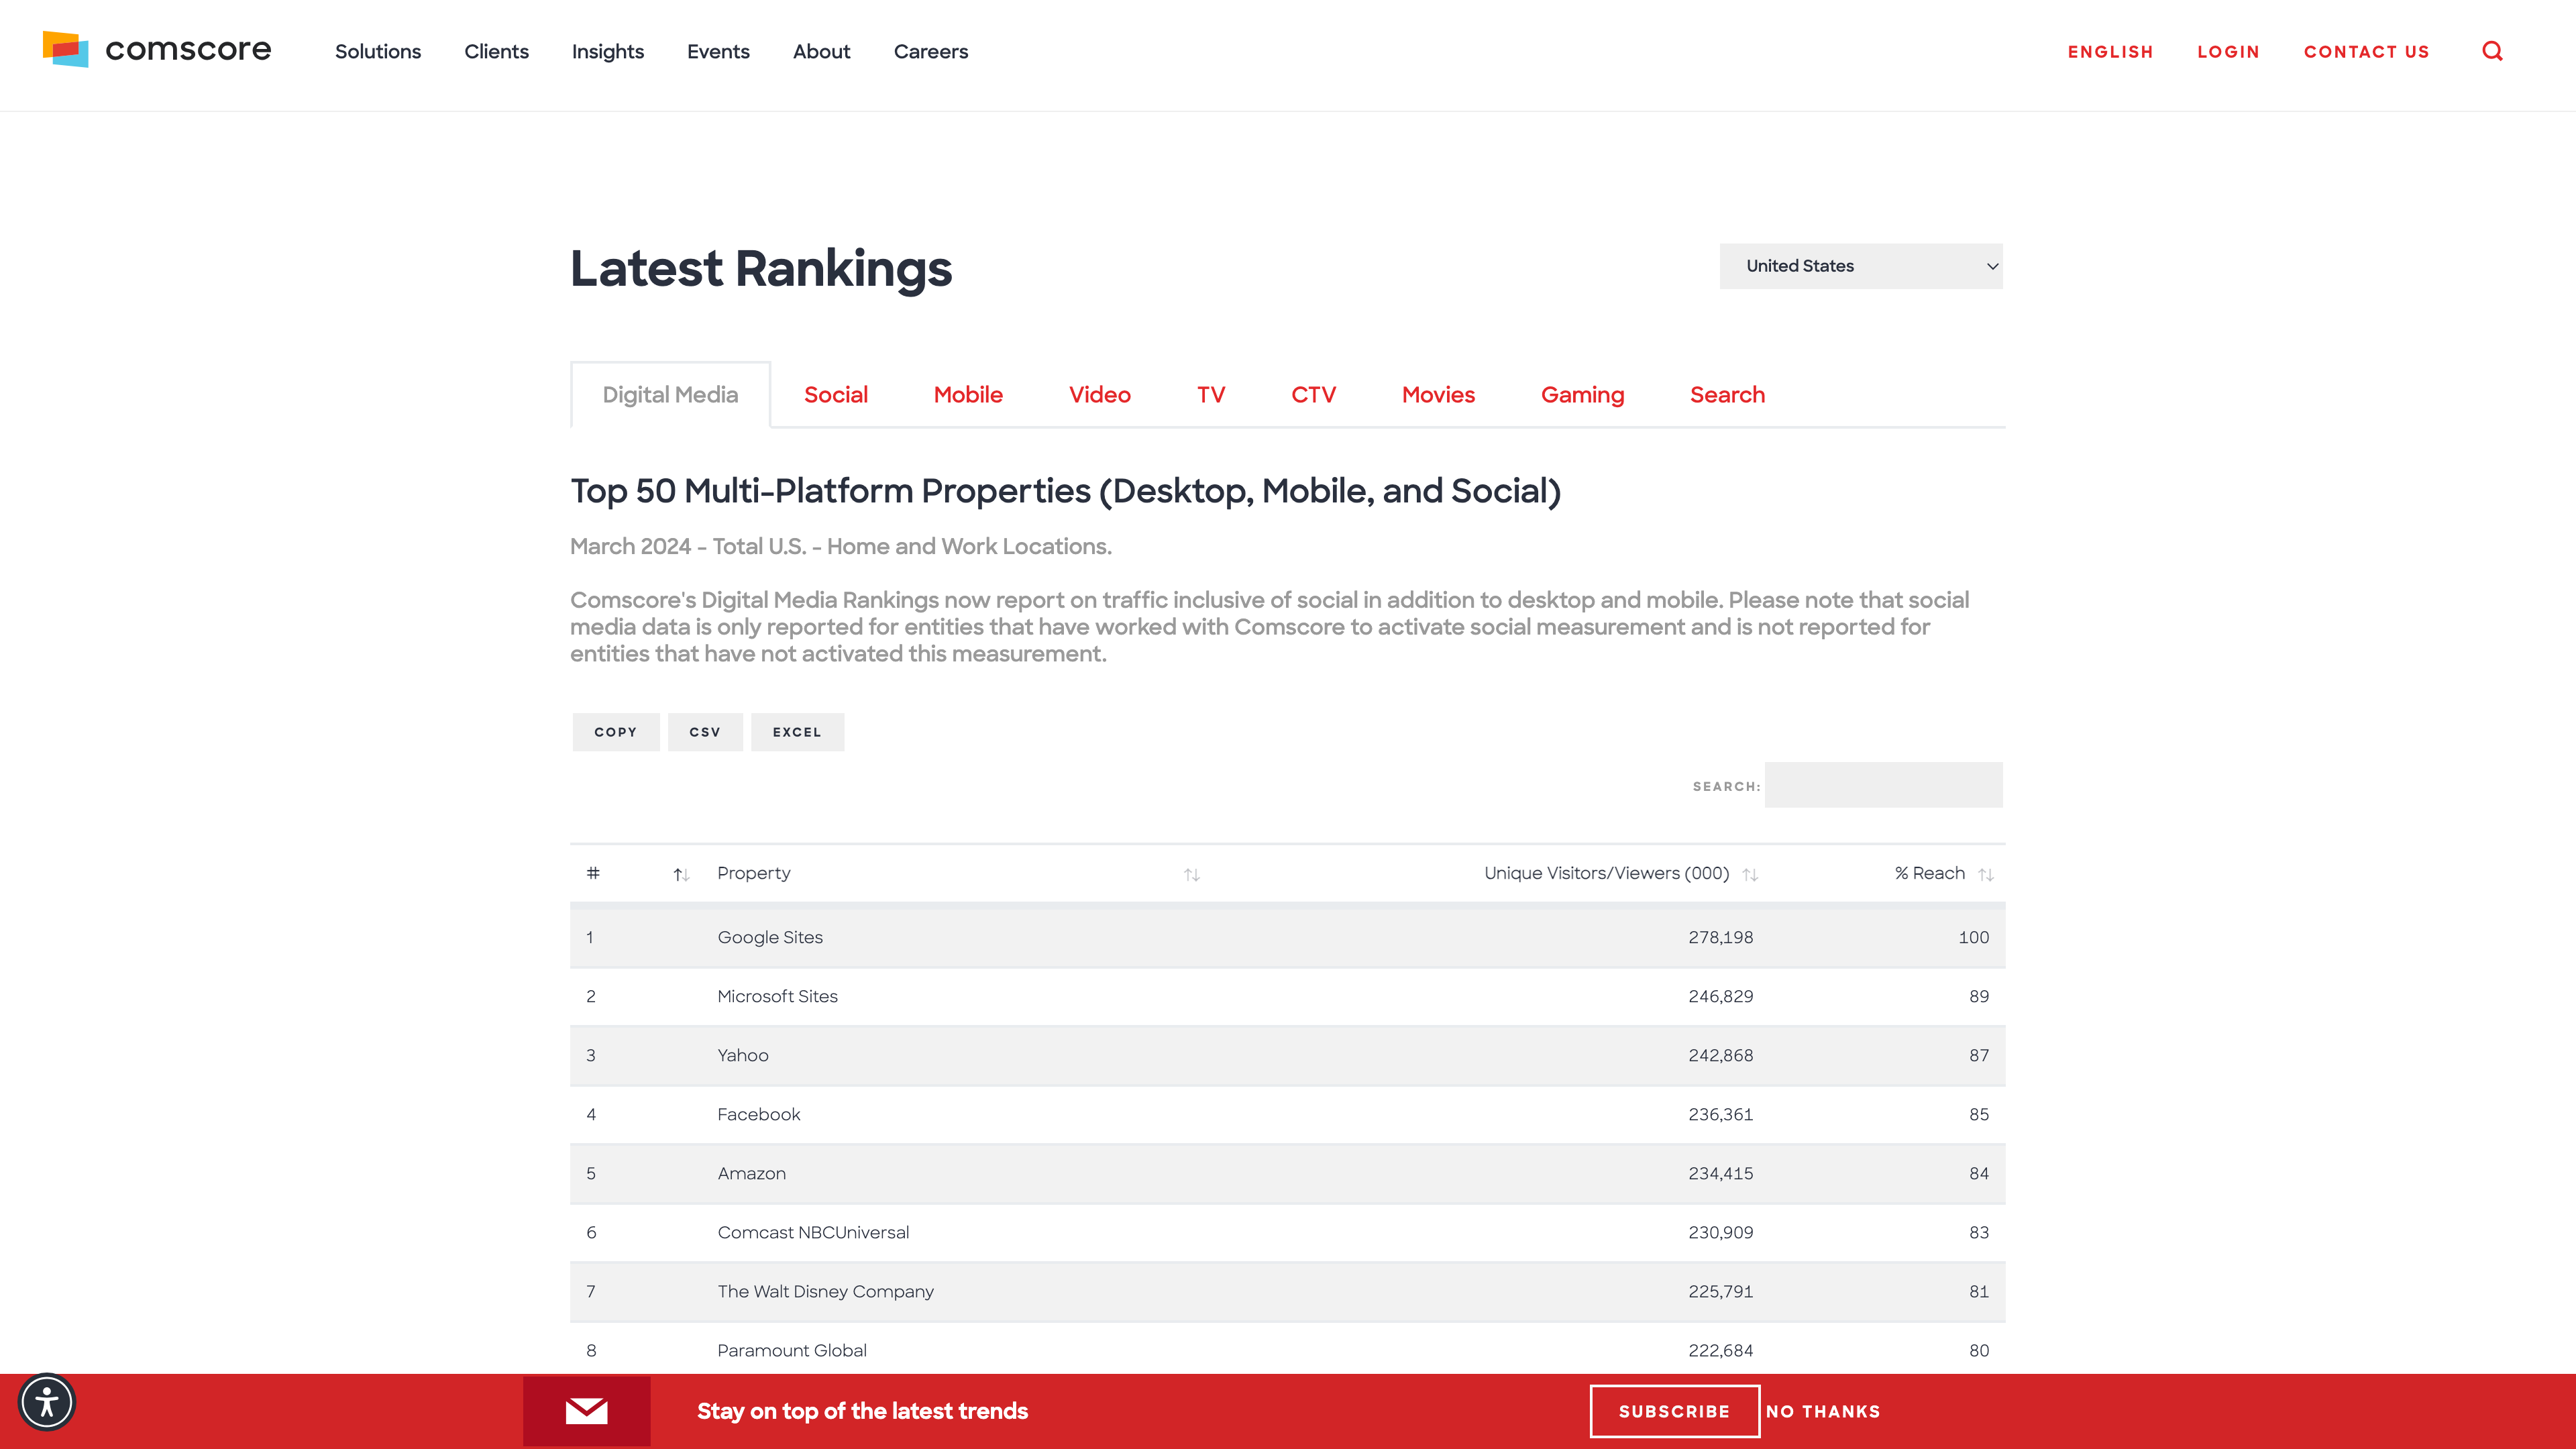 comscore
Solutions Clients Insights Events About Careers
ENGLISH LOGIN CONTACT US
Latest Rankings
United States
Digital Media Social Mobile Video TV CTV Movies Gaming Search
Top 50 Multi-Platform Properties (Desktop, Mobile, and Social)
March 2024 - Total U.S. - Home and Work Locations.
Comscore's Digital Media Rankings now report on traffic inclusive of social in addition to desktop and mobile. Please note that social
media data is only reported for entities that have worked with Comscore to activate social measurement and is not reported for
entities that have not activated this measurement.
COPY CSV EXCEL
SEARCH:
# Property Unique Visitors/Viewers (000) % Reach
1 Google Sites 278,198 100
2 Microsoft Sites 246,829 89
3 Yahoo 242,868 87
4 Facebook 236,361 85
5 Amazon 234,415 84
6 Comcast NBCUniversal 230,909 83
7 The Walt Disney Company 225,791 81
8 Paramount Global 222,684 80
Stay on top of the latest trends
SUBSCRIBE NO THANKS